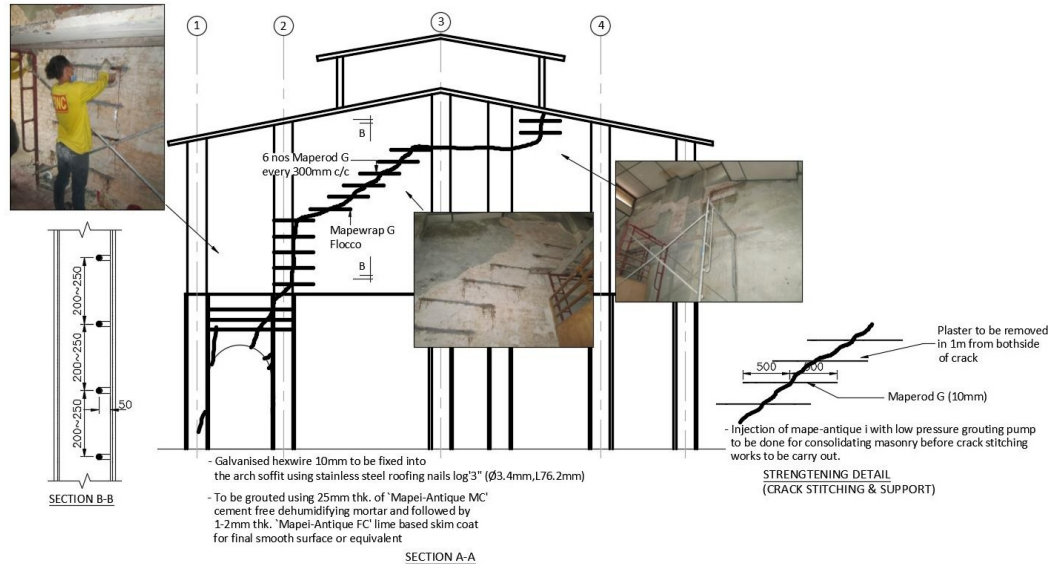 1
2
3
4
NC
B
B
6 nos Maperod G
every 300mm c/c
Mapewrap G
Flocco
200~250
200~250
200~250
50
SECTION B-B
Plaster to be removed
in 1m from bothside
of crack
500
500
Maperod G (10mm)
- Injection of mape-antique i with low pressure grouting pump
to be done for consolidating masonry before crack stitching
works to be carry out.
STRENGTENING DETAIL
(CRACK STITCHING & SUPPORT)
- Galvanised hexwire 10mm to be fixed into
the arch soffit using stainless steel roofing nails log'3" (Ø3.4mm,L76.2mm)
- To be grouted using 25mm thk. of `Mapei-Antique MC'
cement free dehumidifying mortar and followed by
1-2mm thk. `Mapei-Antique FC' lime based skim coat
for final smooth surface or equivalent
SECTION A-A